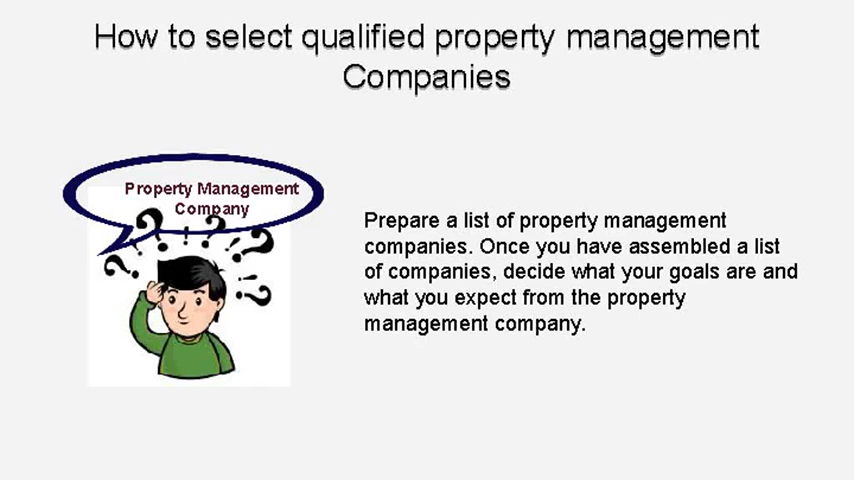 How to select qualified property management
Companies
Property Management
Company
Prepare a list of property management
companies. Once you have assembled a list
of companies, decide what your goals are and
what you expect from the property
management company.